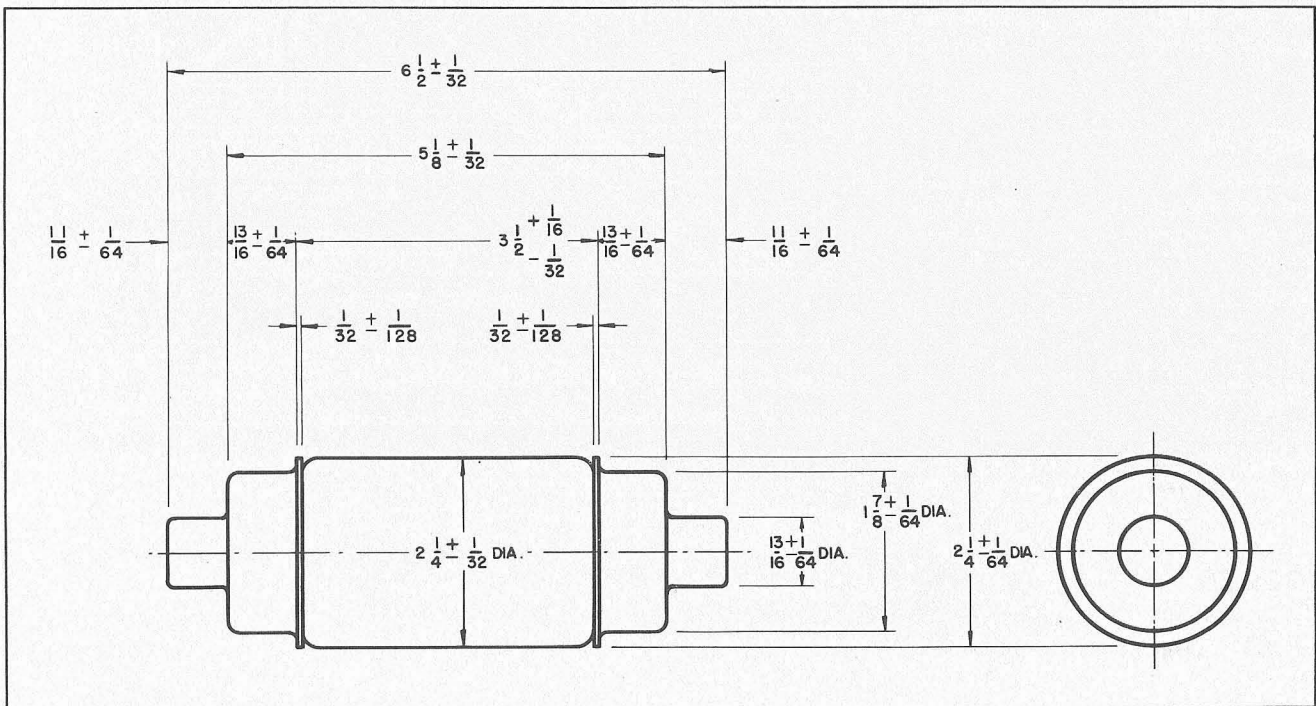 6 1/2 ± 1/32
5 1/8 ± 1/32
11/16 ± 1/64
13/16 ± 1/64
3 1/2 + 1/16 - 1/32
13/16 ± 1/64
11/16 ± 1/64
1/32 ± 1/128
1/32 ± 1/128
2 1/4 ± 1/32 DIA.
13/16 ± 1/64 DIA.
1 7/8 ± 1/64 DIA.
2 1/4 ± 1/64 DIA.